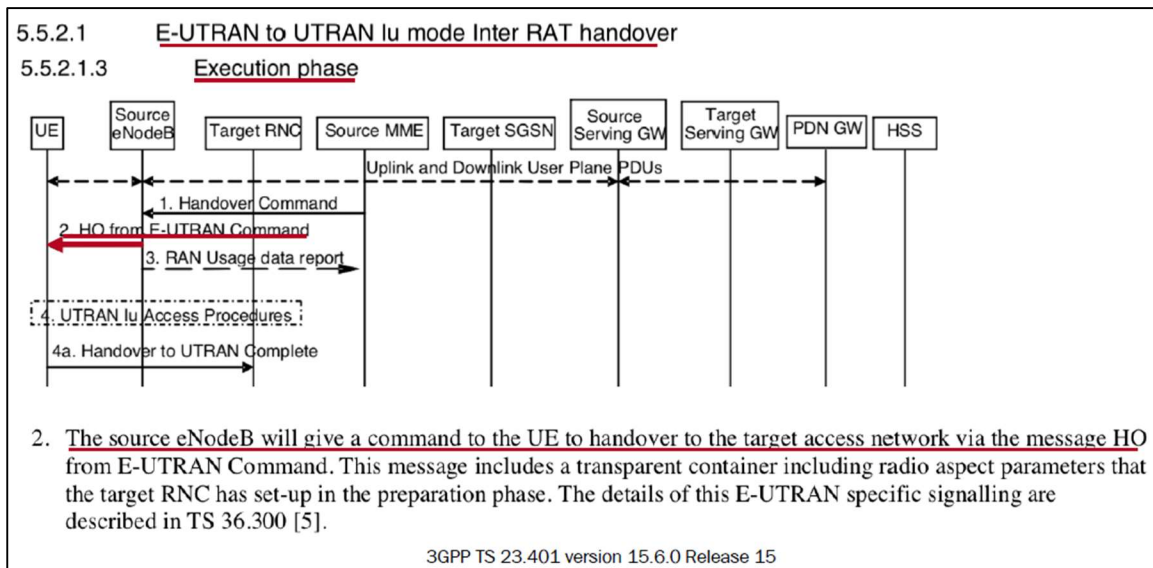 5.5.2.1 E-UTRAN to UTRAN Iu mode Inter RAT handover
5.5.2.1.3 Execution phase
UE
Source
eNodeB
Target RNC
Source MME
Target SGSN
Source
Serving GW
Target
Serving GW
PDN GW
HSS
Uplink and Downlink User Plane PDUs
1. Handover Command
2. HO from E-UTRAN Command
3. RAN Usage data report
4. UTRAN Iu Access Procedures
4a. Handover to UTRAN Complete
2. The source eNodeB will give a command to the UE to handover to the target access network via the message HO
from E-UTRAN Command. This message includes a transparent container including radio aspect parameters that
the target RNC has set-up in the preparation phase. The details of this E-UTRAN specific signalling are
described in TS 36.300 [5].
3GPP TS 23.401 version 15.6.0 Release 15